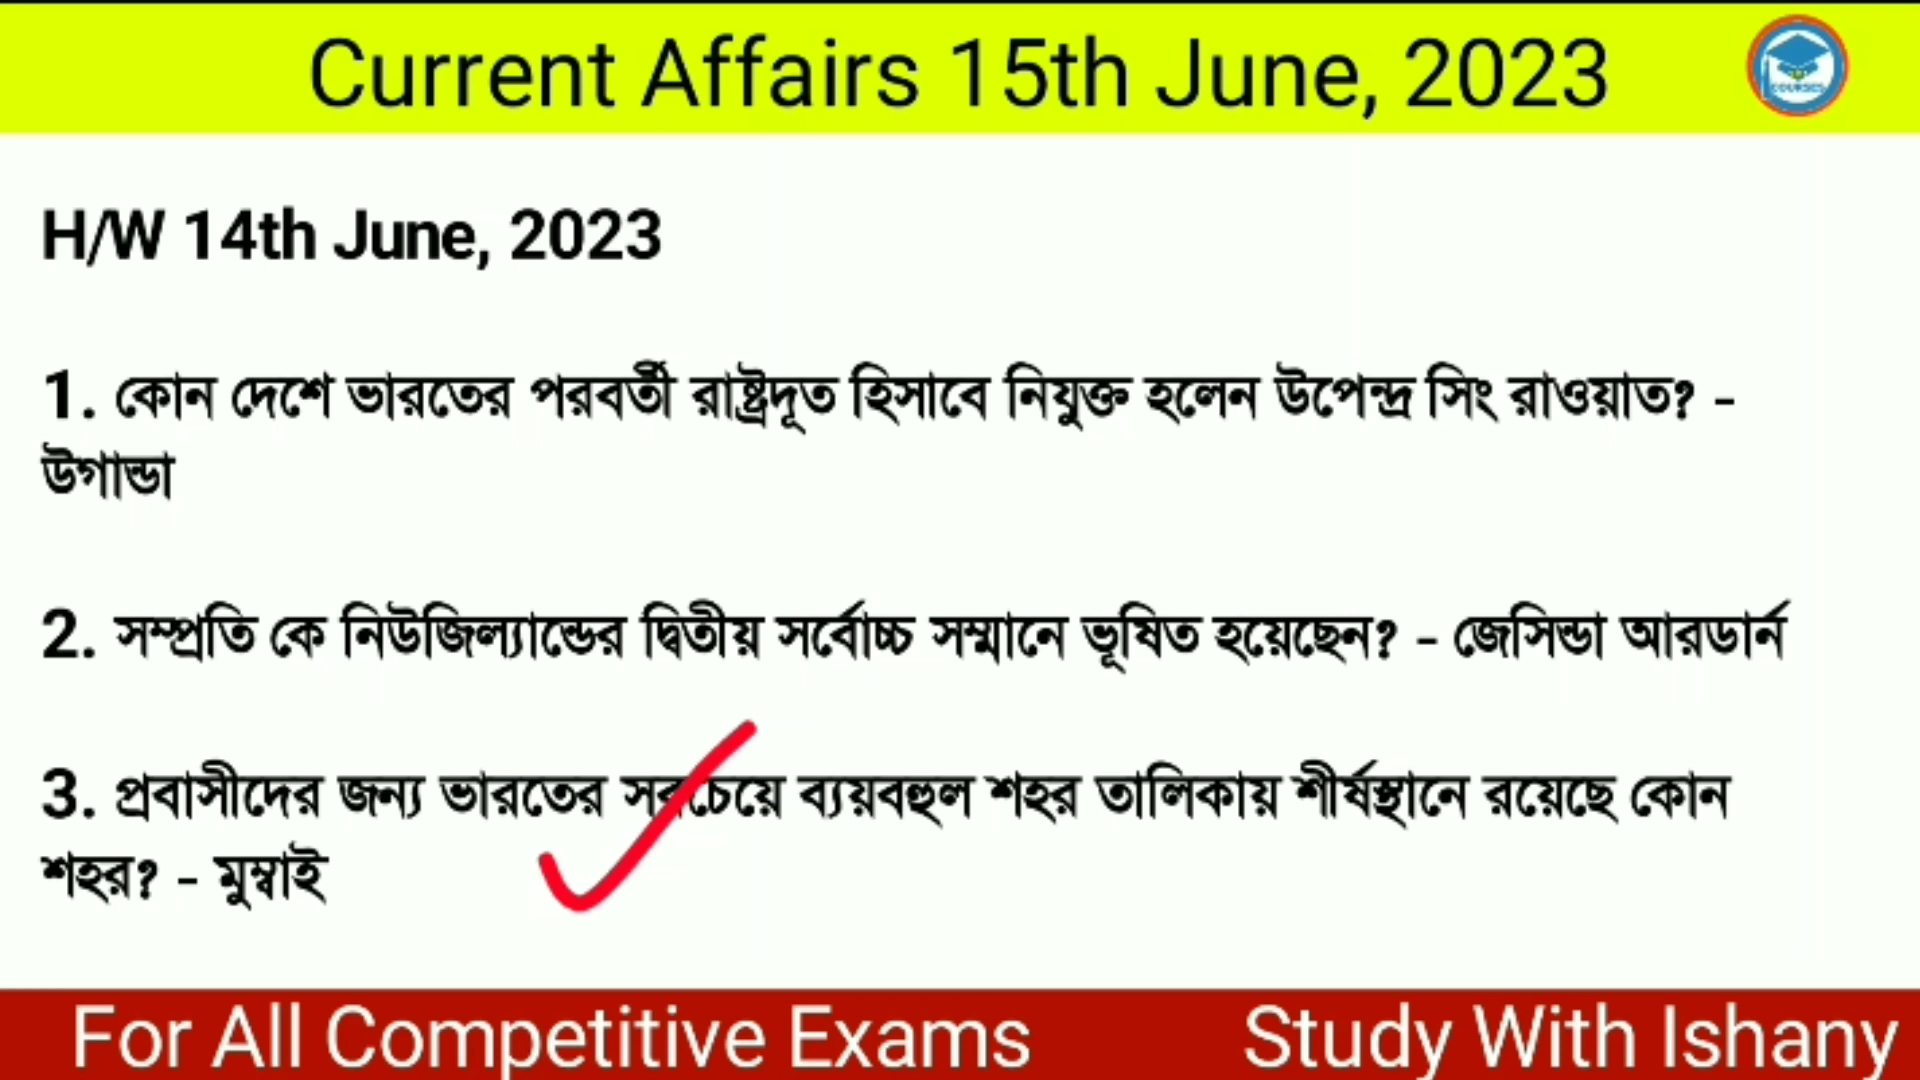 Current Affairs 15th June, 2023
COURSES
H/W 14th June, 2023
1. কোন দেশে ভারতের পরবর্তী রাষ্ট্রদূত হিসাবে নিযুক্ত হলেন উপেন্দ্র সিং রাওয়াত? -
উগান্ডা
2. সম্প্রতি কে নিউজিল্যান্ডের দ্বিতীয় সর্বোচ্চ সম্মানে ভূষিত হয়েছেন? - জেসিন্ডা আরডার্ন
3. প্রবাসীদের জন্য ভারতের সবচেয়ে ব্যয়বহুল শহর তালিকায় শীর্ষস্থানে রয়েছে কোন
শহর? - মুম্বাই
For All Competitive Exams
Study With Ishany